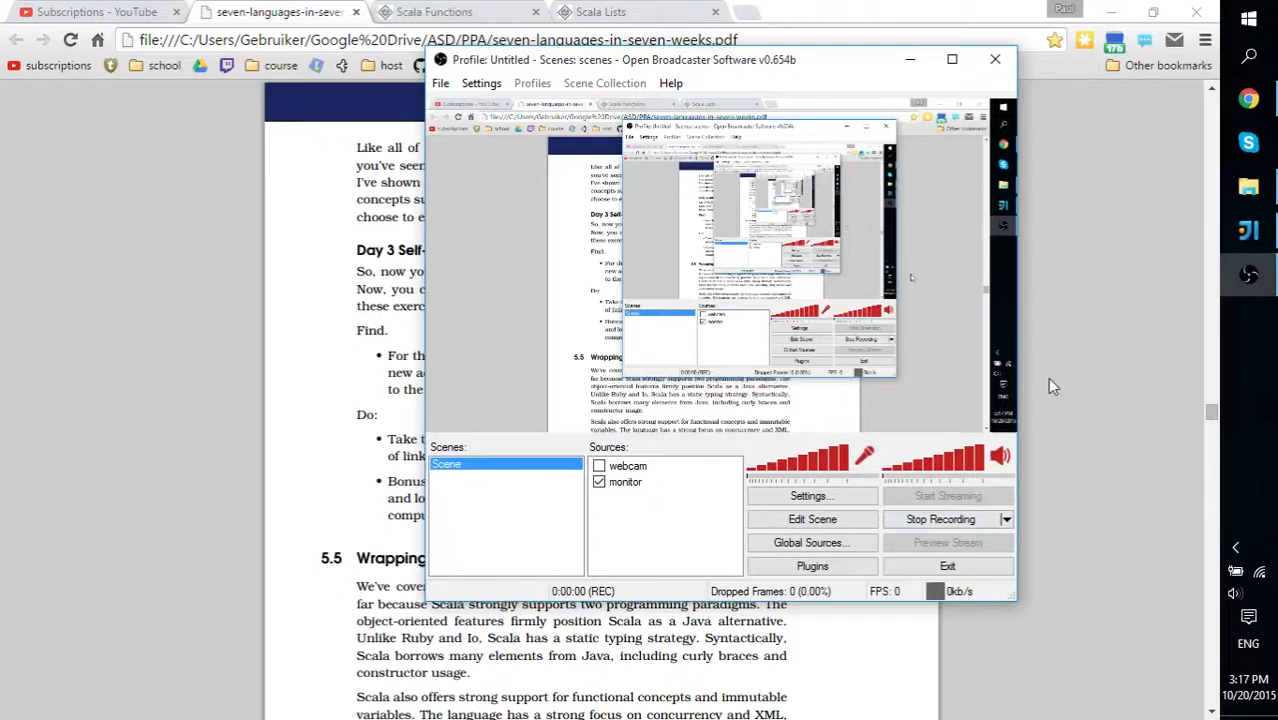 Subscriptions - YouTube
seven-languages-in-seve
Scala Functions
Scala Lists
Paul
file:///C:/Users/Gebruiker/Google%20Drive/ASD/PPA/seven-languages-in-seven-weeks.pdf
subscriptions
school
course
host
Other bookmarks
Profile: Untitled - Scenes: scenes - Open Broadcaster Software v0.654b
File
Settings
Profiles
Scene Collection
Help
Like all of
you've seen
I've shown
concepts su
choose to e
Day 3 Self-
So, now yo
Now, you c
these exerc
Find.
• For the
new a
to the
Do:
• Take t
of link
• Bonus
and lo
compu
5.5 Wrapping
We've cover
far because Scala strongly supports two programming paradigms. The
object-oriented features firmly position Scala as a Java alternative.
Unlike Ruby and Io, Scala has a static typing strategy. Syntactically,
Scala borrows many elements from Java, including curly braces and
constructor usage.
Scala also offers strong support for functional concepts and immutable
variables. The language has a strong focus on concurrency and XML,
Scenes:
Scene
Sources:
webcam
monitor
Settings...
Start Streaming
Edit Scene
Stop Recording
Global Sources...
Preview Stream
Plugins
Exit
0:00:00 (REC)
Dropped Frames: 0 (0.00%)
FPS: 0
0kb/s
ENG
3:17 PM
10/20/2015